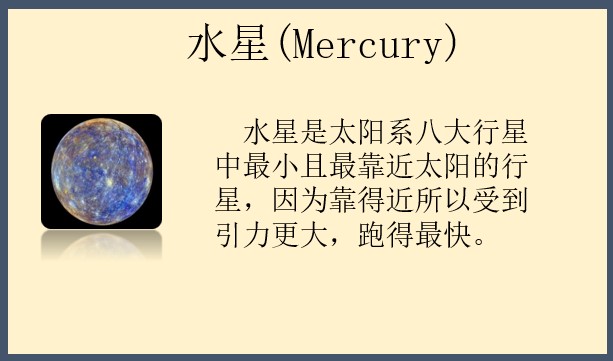 水星(Mercury)
水星是太阳系八大行星
中最小且最靠近太阳的行
星，因为靠得近所以受到
引力更大，跑得最快。